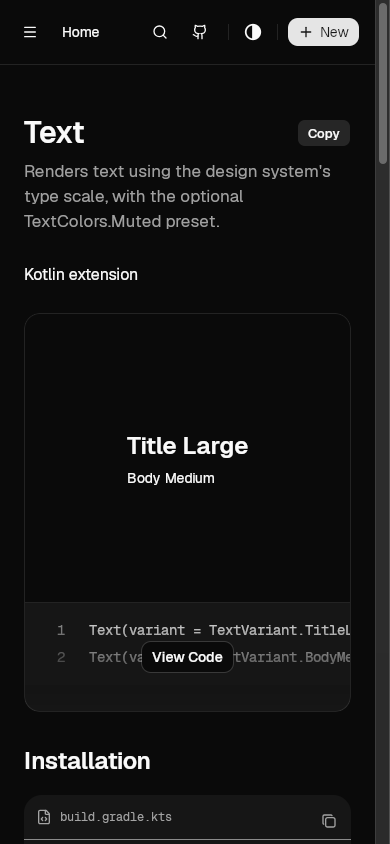 Home
New
Text
Copy
Renders text using the design system's
type scale, with the optional
TextColors.Muted preset.
Kotlin extension
Title Large
Body Medium
1 Text(variant = TextVariant.Title
2 Text(va
View Code
tVariant.BodyMe
Installation
build.gradle.kts